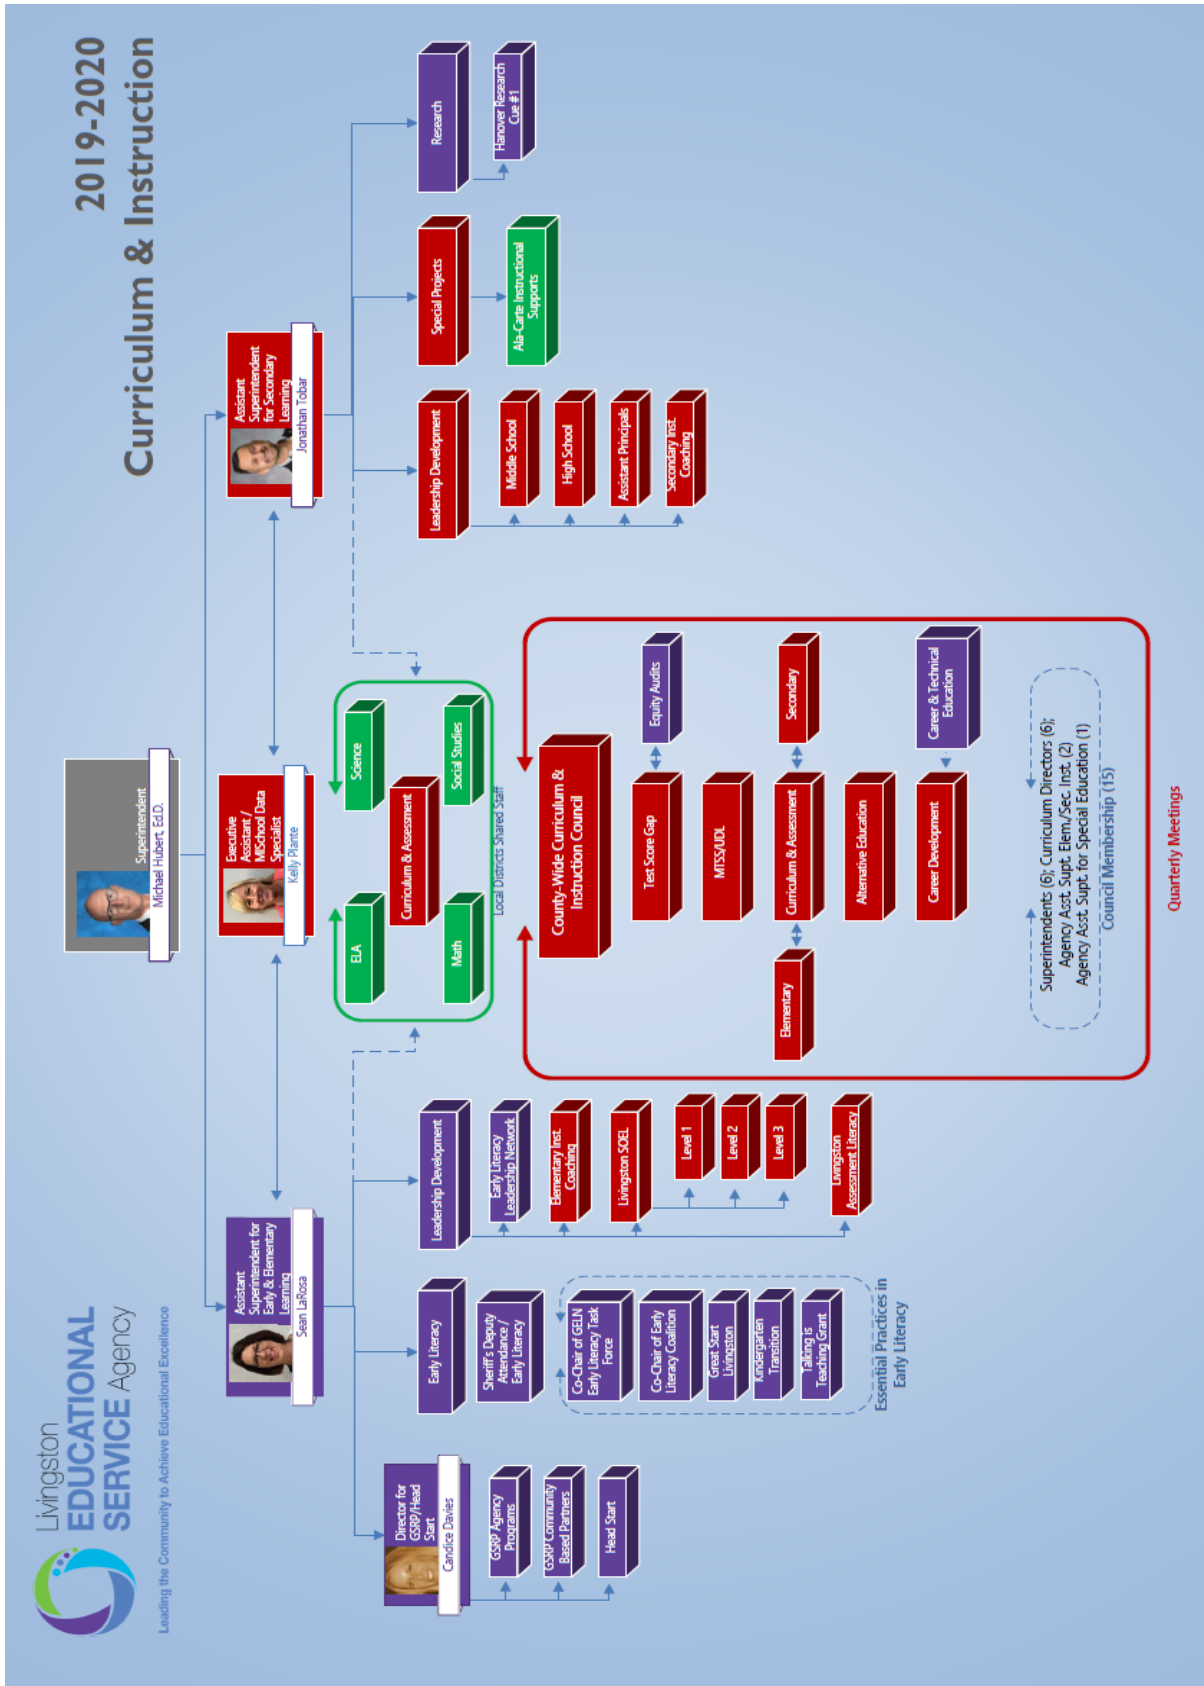 Livingston
EDUCATIONAL
SERVICE Agency
Leading the Community to Achieve Educational Excellence
2019-2020
Curriculum & Instruction
Superintendent
Michael Hubert, Ed.D.
Assistant
Superintendent for
Early & Elementary
Learning
Sean LaRosa
Executive
Assistant /
MISchool Data
Specialist
Kelly Plante
Assistant
Superintendent
for Secondary
Learning
Jonathan Tobar
Director for
GSRP/Head
Start
Candice Davies
GSRP Agency
Programs
GSRP Community
Based Partners
Head Start
Early Literacy
Sheriff's Deputy
Attendance /
Early Literacy
Co-Chair of GELN
Early Literacy Task
Force
Co-Chair of Early
Literacy Coalition
Great Start
Livingston
Kindergarten
Transition
Talking is
Teaching Grant
Essential Practices in
Early Literacy
Leadership Development
Early Literacy
Leadership Network
Elementary Inst.
Coaching
Livingston SOEL
Level 1
Level 2
Level 3
Livingston
Assessment Literacy
ELA
Science
Curriculum & Assessment
Math
Social Studies
Local Districts Shared Staff
County-Wide Curriculum &
Instruction Council
Test Score Gap
Equity Audits
MTSS/UDL
Elementary
Curriculum & Assessment
Secondary
Alternative Education
Career Development
Career & Technical
Education
Superintendents (6); Curriculum Directors (6);
Agency Asst. Supt. Elem./Sec. Inst. (2)
Agency Asst. Supt. for Special Education (1)
Council Membership (15)
Quarterly Meetings
Leadership Development
Middle School
High School
Assistant Principals
Secondary Inst.
Coaching
Special Projects
Ala-Carte Instructional
Supports
Research
Hanover Research
Cue #1